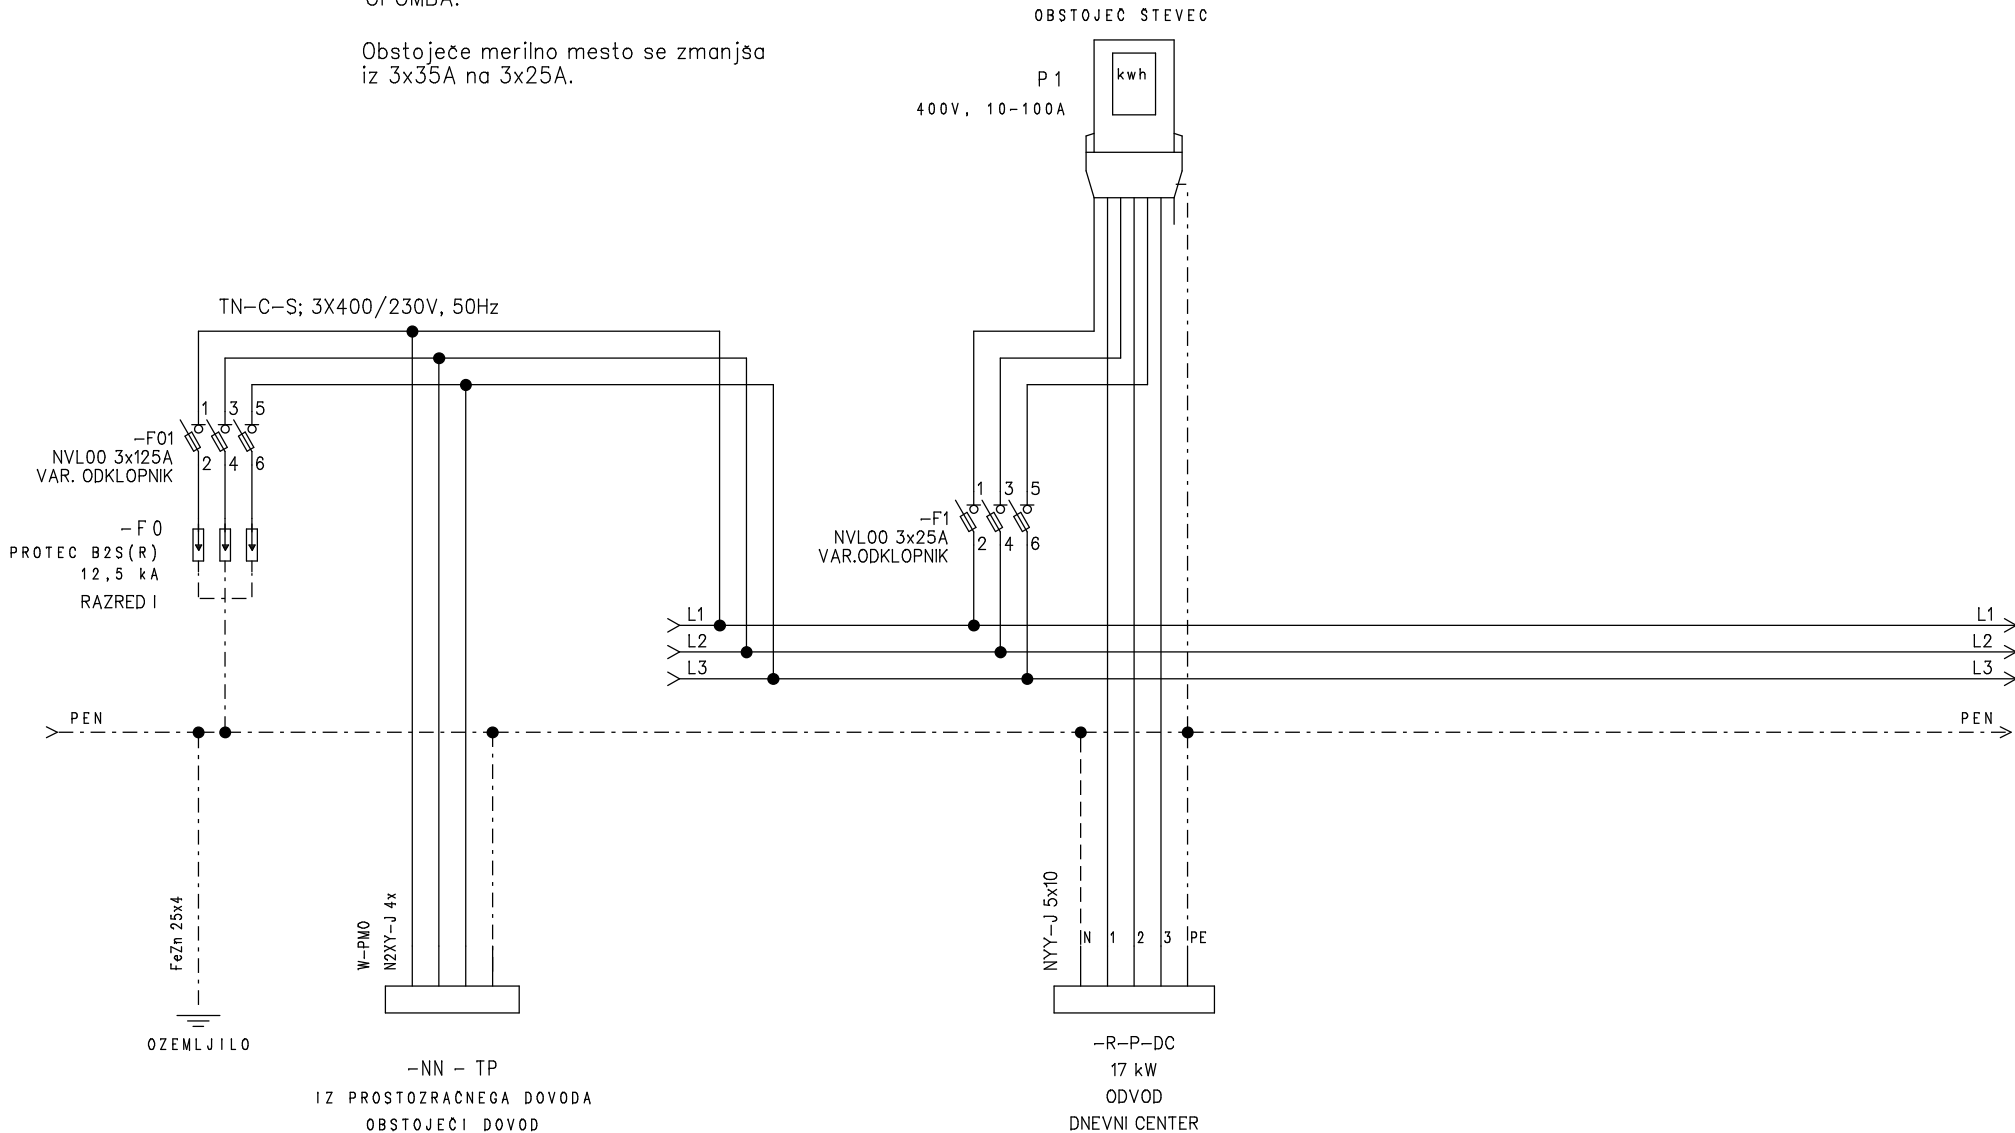 OPOMBA:
Obstoječe merilno mesto se zmanjša
iz 3x35A na 3x25A.
OBSTOJEČ ŠTEVEC
kwh
P1
400V, 10-100A
TN-C-S; 3X400/230V, 50Hz
1 3 5
-F01
NVL00 3x125A
VAR. ODKLOPNIK
2 4 6
-F0
PROTEC B2S(R)
12,5 kA
RAZRED I
1 3 5
-F1
NVL00 3x25A
VAR.ODKLOPNIK
2 4 6
L1 L1
L2 L2
L3 L3
PEN PEN
FeZn 25x4
W-PMO
N2XY-J 4x
NYY-J 5x10
N 1 2 3 PE
OZEMLJILO
-NN - TP
IZ PROSTOZRAČNEGA DOVODA
OBSTOJEČI DOVOD
-R-P-DC
17 kW
ODVOD
DNEVNI CENTER